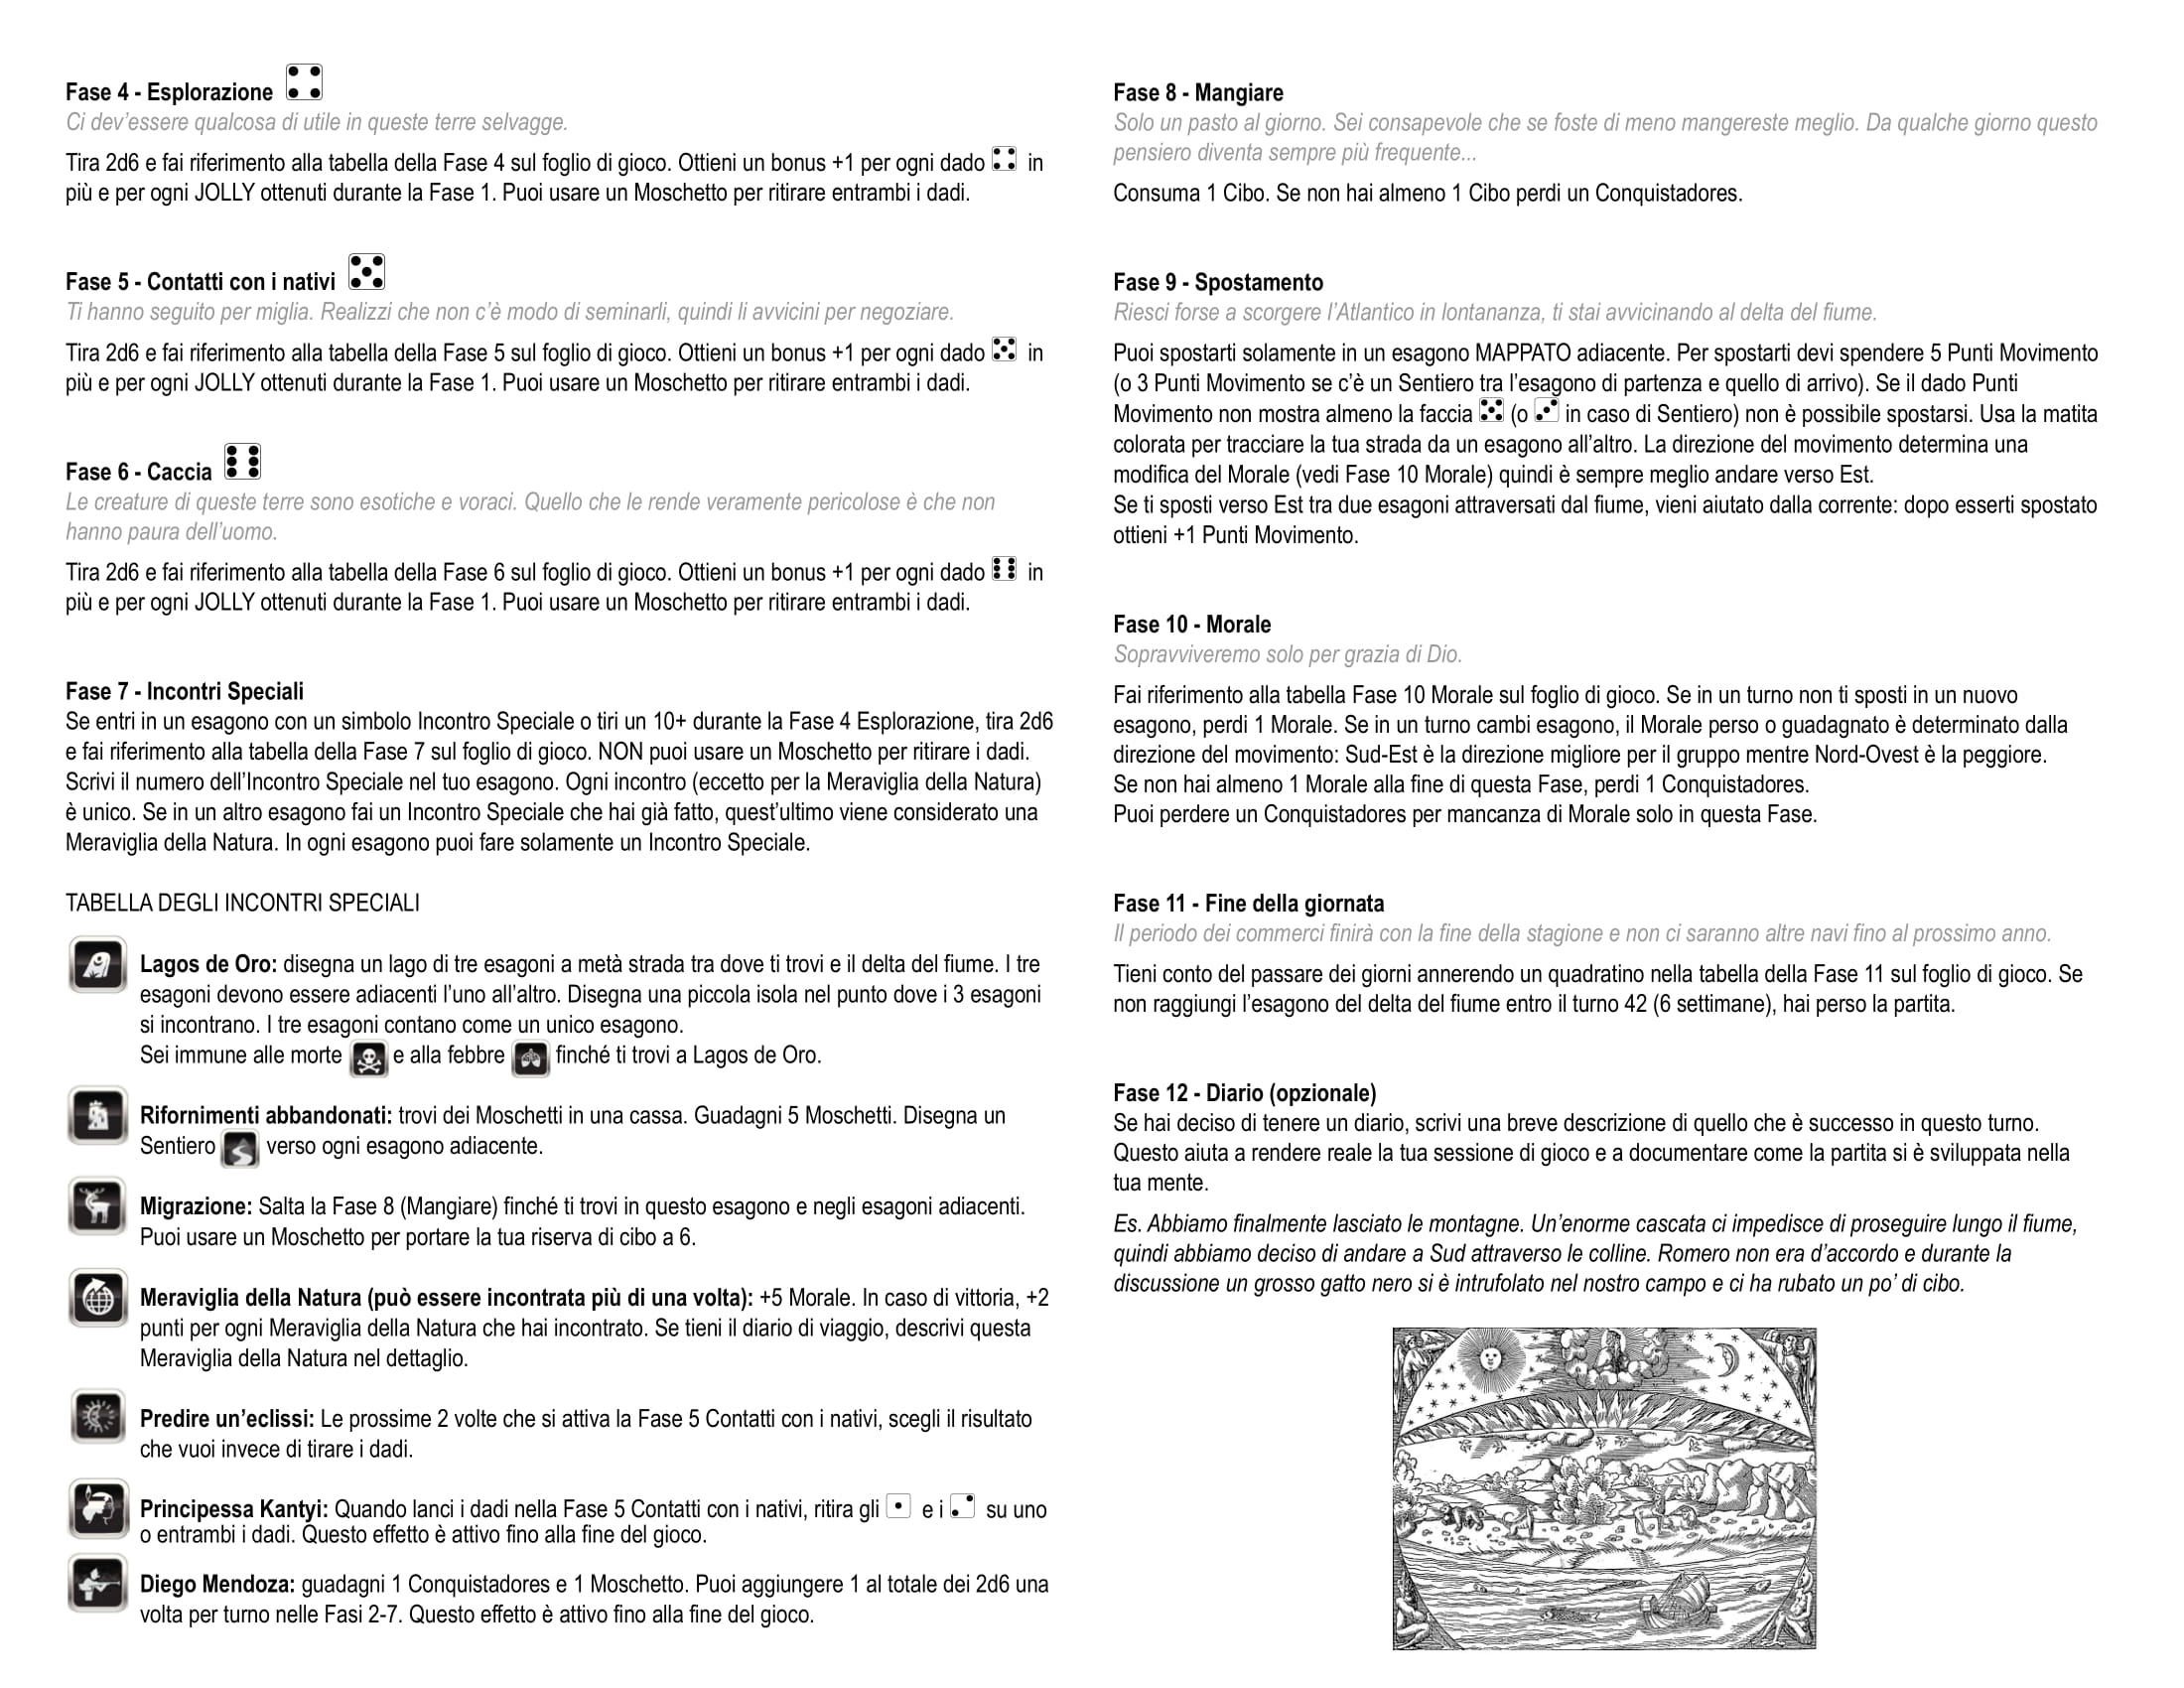 Fase 4 - Esplorazione
Ci dev'essere qualcosa di utile in queste terre selvagge.
Tira 2d6 e fai riferimento alla tabella della Fase 4 sul foglio di gioco. Ottieni un bonus +1 per ogni dado in
più e per ogni JOLLY ottenuti durante la Fase 1. Puoi usare un Moschetto per ritirare entrambi i dadi.
Fase 5 - Contatti con i nativi
Ti hanno seguito per miglia. Realizzi che non c'è modo di seminarli, quindi li avvicini per negoziare.
Tira 2d6 e fai riferimento alla tabella della Fase 5 sul foglio di gioco. Ottieni un bonus +1 per ogni dado in
più e per ogni JOLLY ottenuti durante la Fase 1. Puoi usare un Moschetto per ritirare entrambi i dadi.
Fase 6 - Caccia
Le creature di queste terre sono esotiche e voraci. Quello che le rende veramente pericolose è che non
hanno paura dell'uomo.
Tira 2d6 e fai riferimento alla tabella della Fase 6 sul foglio di gioco. Ottieni un bonus +1 per ogni dado in
più e per ogni JOLLY ottenuti durante la Fase 1. Puoi usare un Moschetto per ritirare entrambi i dadi.
Fase 7 - Incontri Speciali
Se entri in un esagono con un simbolo Incontro Speciale o tiri un 10+ durante la Fase 4 Esplorazione, tira 2d6
e fai riferimento alla tabella della Fase 7 sul foglio di gioco. NON puoi usare un Moschetto per ritirare i dadi.
Scrivi il numero dell'Incontro Speciale nel tuo esagono. Ogni incontro (eccetto per la Meraviglia della Natura)
è unico. Se in un altro esagono fai un Incontro Speciale che hai già fatto, quest'ultimo viene considerato una
Meraviglia della Natura. In ogni esagono puoi fare solamente un Incontro Speciale.
TABELLA DEGLI INCONTRI SPECIALI
Lagos de Oro: disegna un lago di tre esagoni a metà strada tra dove ti trovi e il delta del fiume. I tre
esagoni devono essere adiacenti l'uno all'altro. Disegna una piccola isola nel punto dove i 3 esagoni
si incontrano. I tre esagoni contano come un unico esagono.
Sei immune alle morte e alla febbre finché ti trovi a Lagos de Oro.
Rifornimenti abbandonati: trovi dei Moschetti in una cassa. Guadagni 5 Moschetti. Disegna un
Sentiero verso ogni esagono adiacente.
Migrazione: Salta la Fase 8 (Mangiare) finché ti trovi in questo esagono e negli esagoni adiacenti.
Puoi usare un Moschetto per portare la tua riserva di cibo a 6.
Meraviglia della Natura (può essere incontrata più di una volta): +5 Morale. In caso di vittoria, +2
punti per ogni Meraviglia della Natura che hai incontrato. Se tieni il diario di viaggio, descrivi questa
Meraviglia della Natura nel dettaglio.
Predire un'eclissi: Le prossime 2 volte che si attiva la Fase 5 Contatti con i nativi, scegli il risultato
che vuoi invece di tirare i dadi.
Principessa Kantyi: Quando lanci i dadi nella Fase 5 Contatti con i nativi, ritira gli e i su uno
o entrambi i dadi. Questo effetto è attivo fino alla fine del gioco.
Diego Mendoza: guadagni 1 Conquistadores e 1 Moschetto. Puoi aggiungere 1 al totale dei 2d6 una
volta per turno nelle Fasi 2-7. Questo effetto è attivo fino alla fine del gioco.
Fase 8 - Mangiare
Solo un pasto al giorno. Sei consapevole che se foste di meno mangereste meglio. Da qualche giorno questo
pensiero diventa sempre più frequente...
Consuma 1 Cibo. Se non hai almeno 1 Cibo perdi un Conquistadores.
Fase 9 - Spostamento
Riesci forse a scorgere l'Atlantico in lontananza, ti stai avvicinando al delta del fiume.
Puoi spostarti solamente in un esagono MAPPATO adiacente. Per spostarti devi spendere 5 Punti Movimento
(o 3 Punti Movimento se c'è un Sentiero tra l'esagono di partenza e quello di arrivo). Se il dado Punti
Movimento non mostra almeno la faccia (o in caso di Sentiero) non è possibile spostarsi. Usa la matita
colorata per tracciare la tua strada da un esagono all'altro. La direzione del movimento determina una
modifica del Morale (vedi Fase 10 Morale) quindi è sempre meglio andare verso Est.
Se ti sposti verso Est tra due esagoni attraversati dal fiume, vieni aiutato dalla corrente: dopo esserti spostato
ottieni +1 Punti Movimento.
Fase 10 - Morale
Sopravviveremo solo per grazia di Dio.
Fai riferimento alla tabella Fase 10 Morale sul foglio di gioco. Se in un turno non ti sposti in un nuovo
esagono, perdi 1 Morale. Se in un turno cambi esagono, il Morale perso o guadagnato è determinato dalla
direzione del movimento: Sud-Est è la direzione migliore per il gruppo mentre Nord-Ovest è la peggiore.
Se non hai almeno 1 Morale alla fine di questa Fase, perdi 1 Conquistadores.
Puoi perdere un Conquistadores per mancanza di Morale solo in questa Fase.
Fase 11 - Fine della giornata
Il periodo dei commerci finirà con la fine della stagione e non ci saranno altre navi fino al prossimo anno.
Tieni conto del passare dei giorni annerendo un quadratino nella tabella della Fase 11 sul foglio di gioco. Se
non raggiungi l'esagono del delta del fiume entro il turno 42 (6 settimane), hai perso la partita.
Fase 12 - Diario (opzionale)
Se hai deciso di tenere un diario, scrivi una breve descrizione di quello che è successo in questo turno.
Questo aiuta a rendere reale la tua sessione di gioco e a documentare come la partita si è sviluppata nella
tua mente.
Es. Abbiamo finalmente lasciato le montagne. Un'enorme cascata ci impedisce di proseguire lungo il fiume,
quindi abbiamo deciso di andare a Sud attraverso le colline. Romero non era d'accordo e durante la
discussione un grosso gatto nero si è intrufolato nel nostro campo e ci ha rubato un po' di cibo.